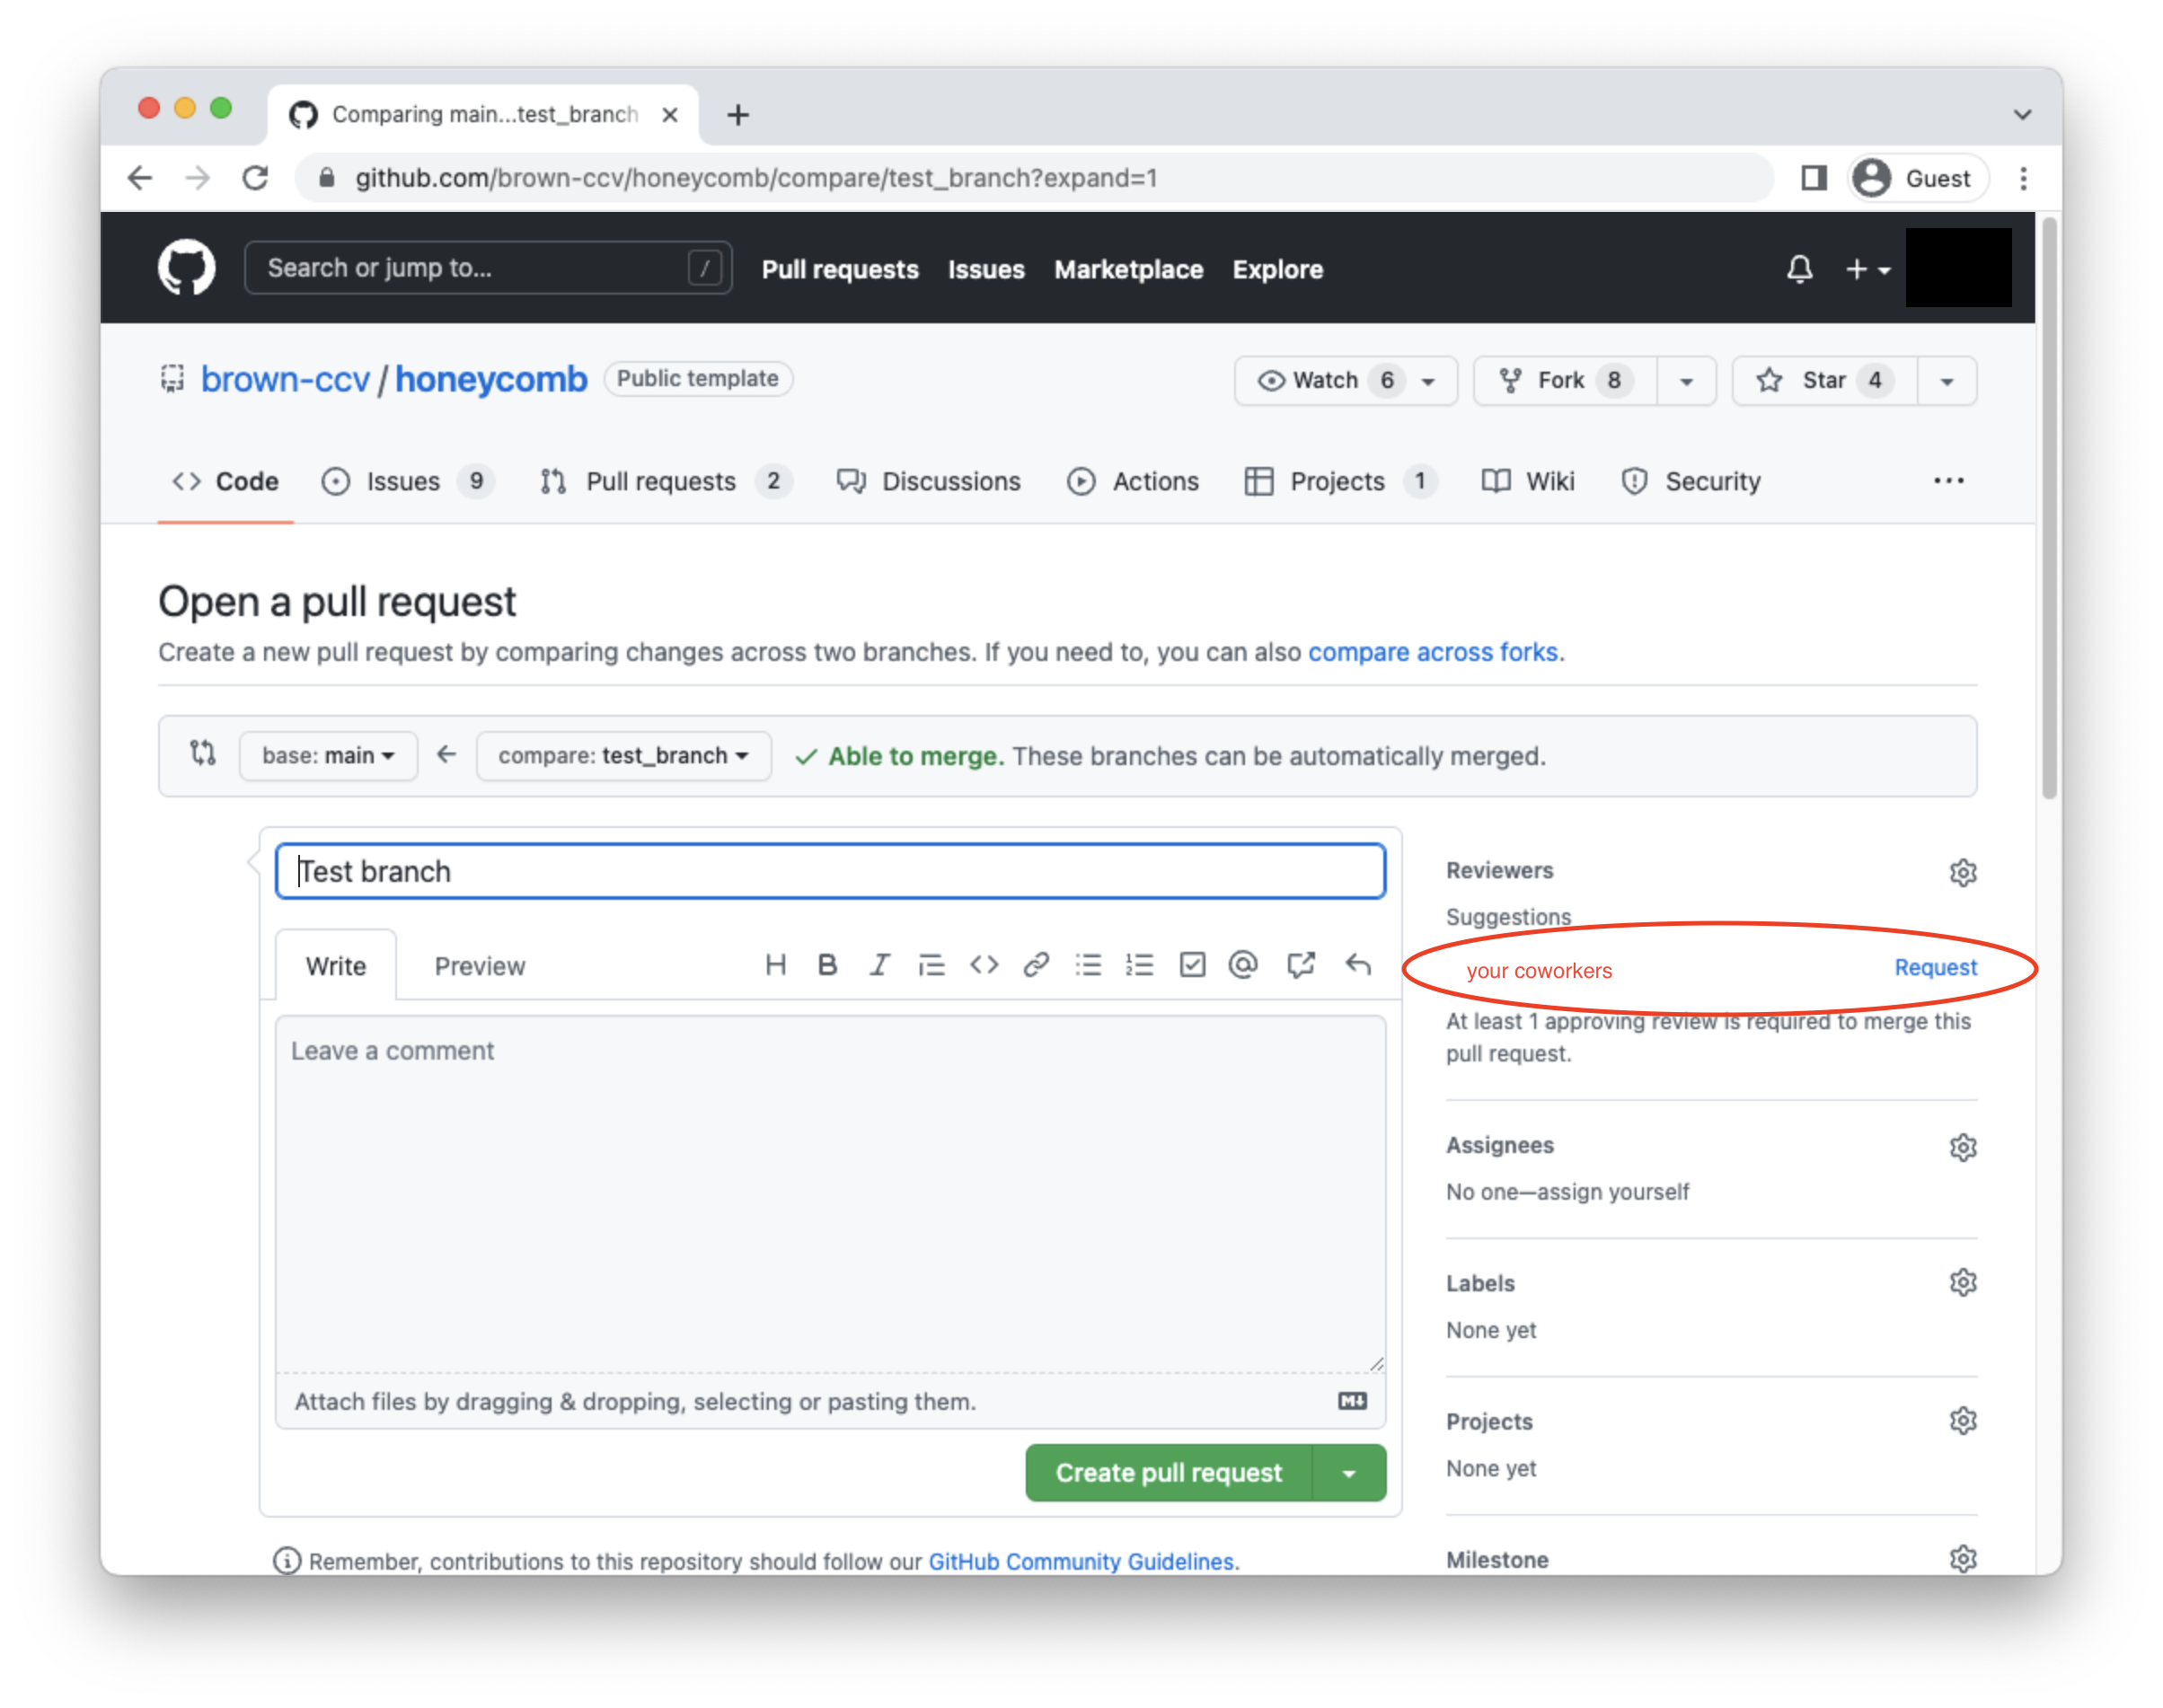 Comparing main...test_branch
github.com/brown-ccv/honeycomb/compare/test_branch?expand=1
Guest
Search or jump to... /
Pull requests Issues Marketplace Explore
brown-ccv / honeycomb Public template
Watch 6 Fork 8 Star 4
Code Issues 9 Pull requests 2 Discussions Actions Projects 1 Wiki Security
Open a pull request
Create a new pull request by comparing changes across two branches. If you need to, you can also compare across forks.
base: main compare: test_branch Able to merge. These branches can be automatically merged.
Test branch
Write Preview
Leave a comment
Attach files by dragging & dropping, selecting or pasting them.
Create pull request
Remember, contributions to this repository should follow our GitHub Community Guidelines.
Reviewers
Suggestions
your coworkers Request
At least 1 approving review is required to merge this
pull request.
Assignees
No one—assign yourself
Labels
None yet
Projects
None yet
Milestone